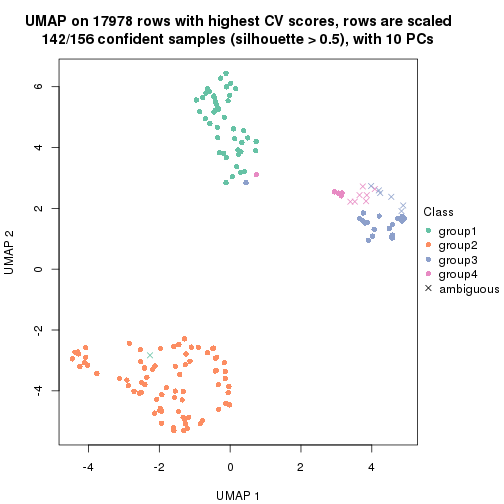 UMAP on 17978 rows with highest CV scores, rows are scaled
142/156 confident samples (silhouette > 0.5), with 10 PCs
6
4
2
0
-2
-4
UMAP 2
-4
-2
0
2
4
UMAP 1
Class
group1
group2
group3
group4
ambiguous